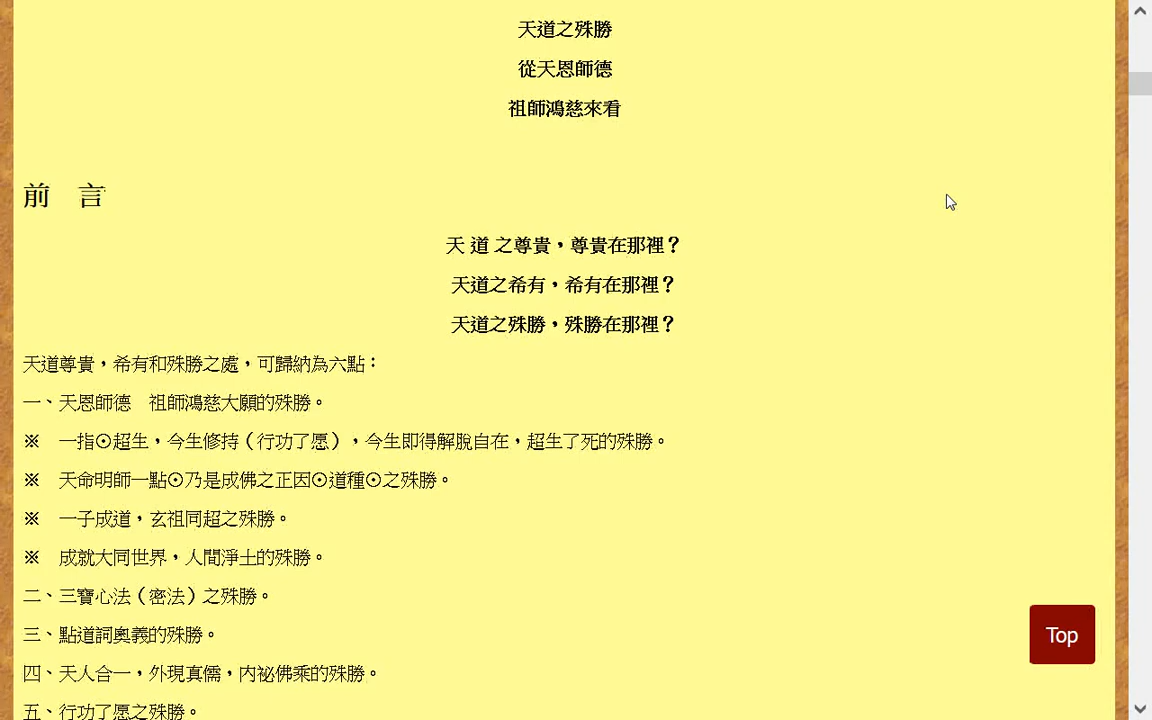 天道之殊勝
從天恩師德
祖師鴻慈來看
前　言
天 道 之尊貴，尊貴在那裡？
天道之希有，希有在那裡？
天道之殊勝，殊勝在那裡？
天道尊貴，希有和殊勝之處，可歸納為六點：
一、天恩師德　祖師鴻慈大願的殊勝。
※　一指⊙超生，今生修持（行功了愿），今生即得解脫自在，超生了死的殊勝。
※　天命明師一點⊙乃是成佛之正因⊙道種⊙之殊勝。
※　一子成道，玄祖同超之殊勝。
※　成就大同世界，人間淨土的殊勝。
二、三寶心法（密法）之殊勝。
三、點道詞奧義的殊勝。
Top
四、天人合一，外現真儒，內祕佛乘的殊勝。
五、行功了愿之殊勝。